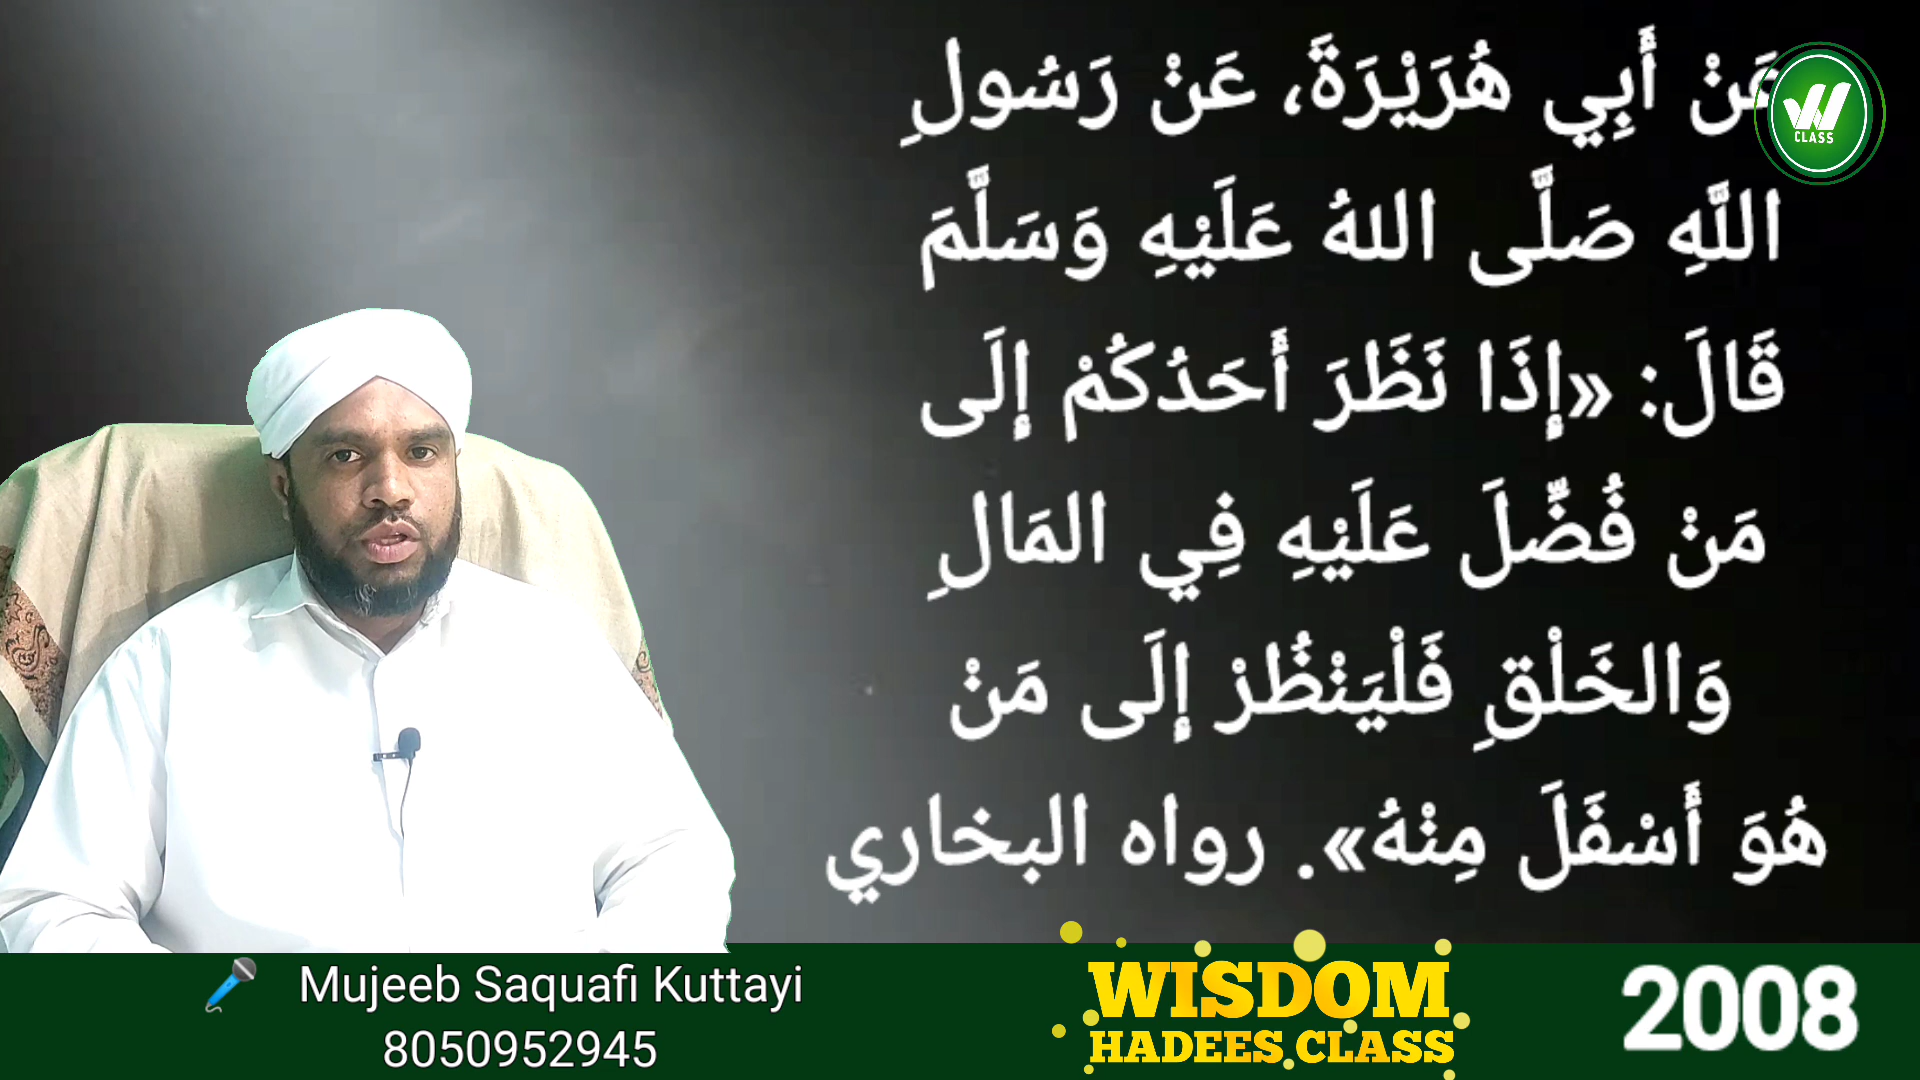 عَنْ أَبِي هُرَيْرَةَ، عَنْ رَسُولِ
اللَّهِ صَلَّى اللهُ عَلَيْهِ وَسَلَّمَ
قَالَ: «إِذَا نَظَرَ أَحَدُكُمْ إِلَى
مَنْ فُضِّلَ عَلَيْهِ فِي المَالِ
وَالخَلْقِ فَلْيَنْظُرْ إِلَى مَنْ
هُوَ أَسْفَلَ مِنْهُ». رواه البخاري
W
CLASS
Mujeeb Saquafi Kuttayi
8050952945
WISDOM
HADEES CLASS
2008